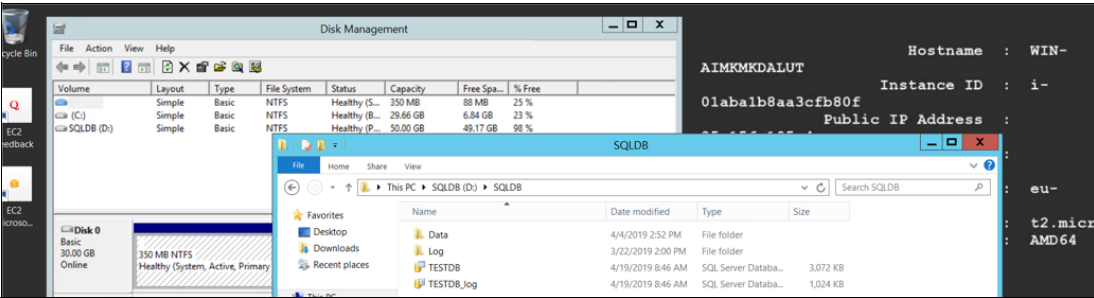 cycle Bin
EC2
eedback
EC2
icroso...
Disk Management
File Action View Help
Volume Layout Type File System Status Capacity Free Spa... % Free
Simple Basic NTFS Healthy (S... 350 MB 88 MB 25 %
(C:) Simple Basic NTFS Healthy (B... 29.66 GB 6.84 GB 23 %
SQLDB (D:) Simple Basic NTFS Healthy (P... 50.00 GB 49.17 GB 98 %
Disk 0
Basic
30.00 GB
Online
350 MB NTFS
Healthy (System, Active, Primary
SQLDB
File Home Share View
This PC SQLDB (D:) SQLDB
Search SQLDB
Favorites
Desktop
Downloads
Recent places
This PC
Name Date modified Type Size
Data 4/4/2019 2:52 PM File folder
Log 3/22/2019 2:00 PM File folder
TESTDB 4/19/2019 8:46 AM SQL Server Databa... 3,072 KB
TESTDB_log 4/19/2019 8:46 AM SQL Server Databa... 1,024 KB
Hostname : WIN-
AIMKMKDALUT
Instance ID : i-
01aba1b8aa3cfb80f
Public IP Address :
:
: eu-
: t2.micr
: AMD64